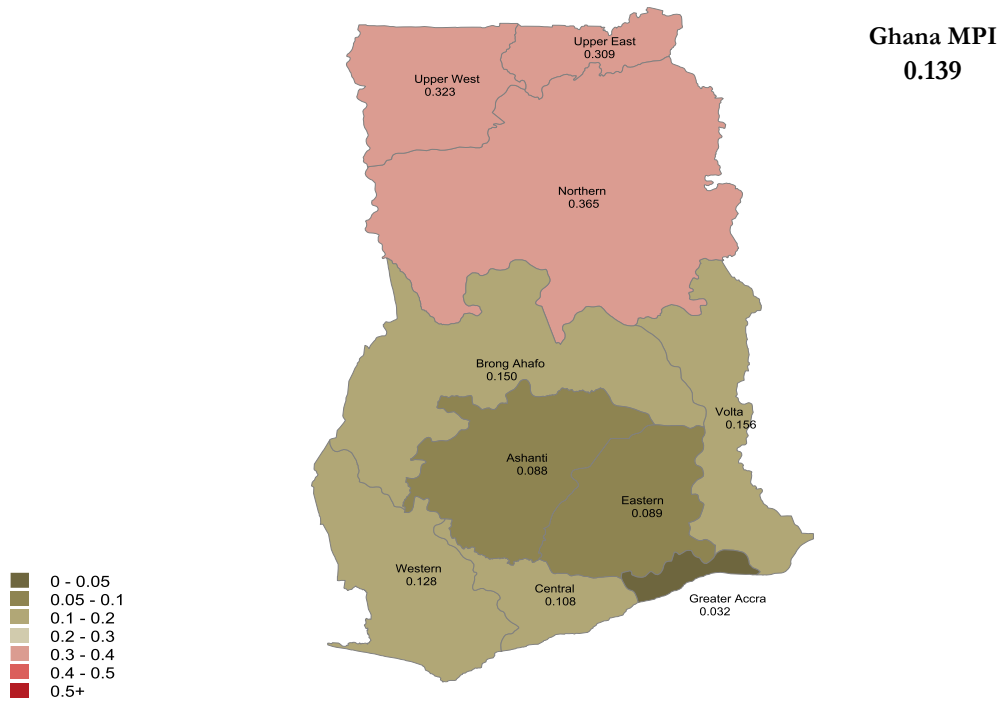 Ghana MPI
0.139
Upper East
0.309
Upper West
0.323
Northern
0.365
Brong Ahafo
0.150
Volta
0.156
Ashanti
0.088
Eastern
0.089
Western
0.128
Central
0.108
Greater Accra
0.032
0 - 0.05
0.05 - 0.1
0.1 - 0.2
0.2 - 0.3
0.3 - 0.4
0.4 - 0.5
0.5+